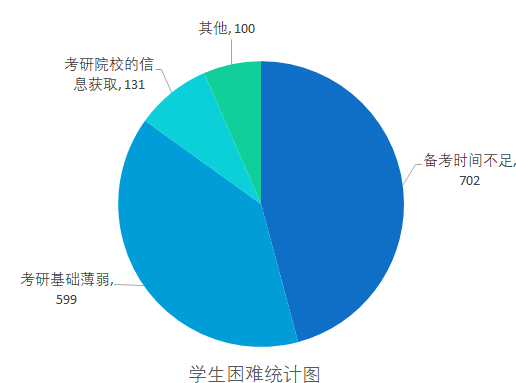 其他, 100
考研院校的信
息获取, 131
备考时间不足,
702
考研基础薄弱,
599
学生困难统计图